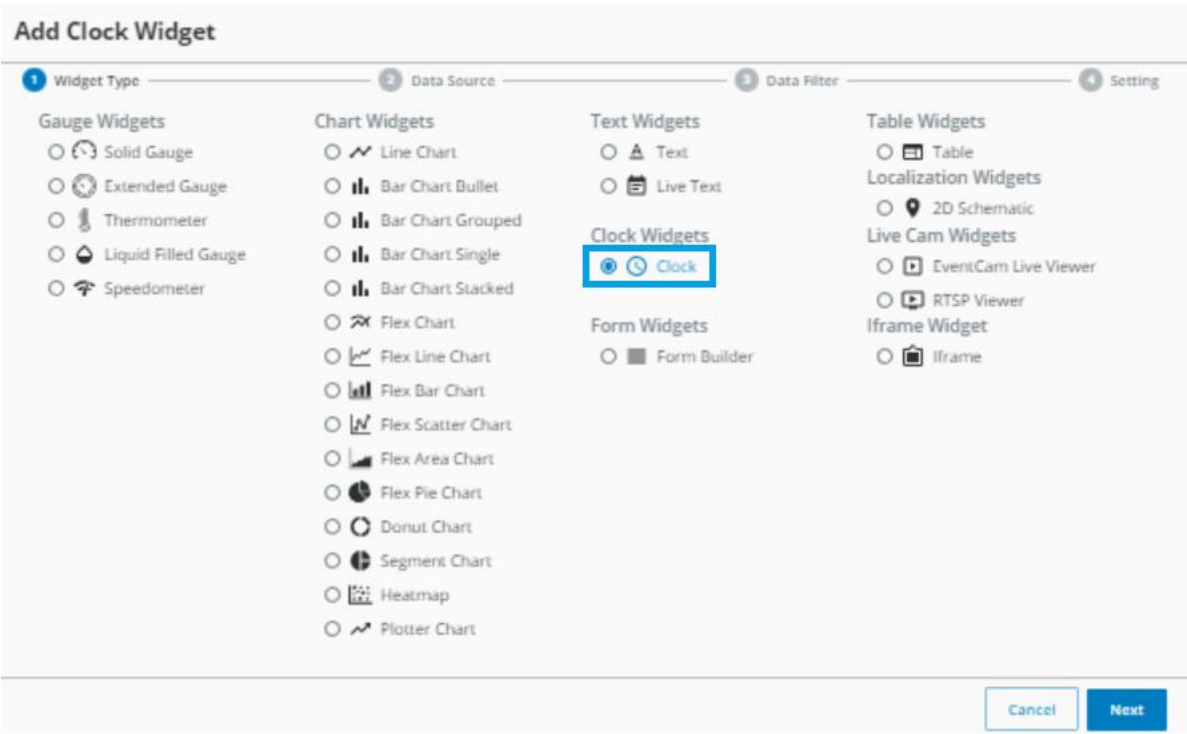 Add Clock Widget
1 Widget Type 2 Data Source 3 Data Filter 4 Setting
Gauge Widgets
Solid Gauge
Extended Gauge
Thermometer
Liquid Filled Gauge
Speedometer
Chart Widgets
Line Chart
Bar Chart Bullet
Bar Chart Grouped
Bar Chart Single
Bar Chart Stacked
Flex Chart
Flex Line Chart
Flex Bar Chart
Flex Scatter Chart
Flex Area Chart
Flex Pie Chart
Donut Chart
Segment Chart
Heatmap
Plotter Chart
Text Widgets
Text
Live Text
Clock Widgets
Clock
Form Widgets
Form Builder
Table Widgets
Table
Localization Widgets
2D Schematic
Live Cam Widgets
EventCam Live Viewer
RTSP Viewer
Iframe Widget
Iframe
Cancel Next